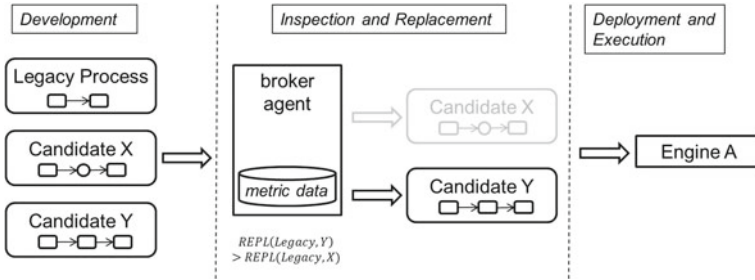 Development
Inspection and Replacement
Deployment and
Execution
Legacy Process
Candidate X
Candidate Y
broker
agent
metric data
REPL(Legacy,Y)
> REPL(Legacy,X)
Candidate X
Candidate Y
Engine A